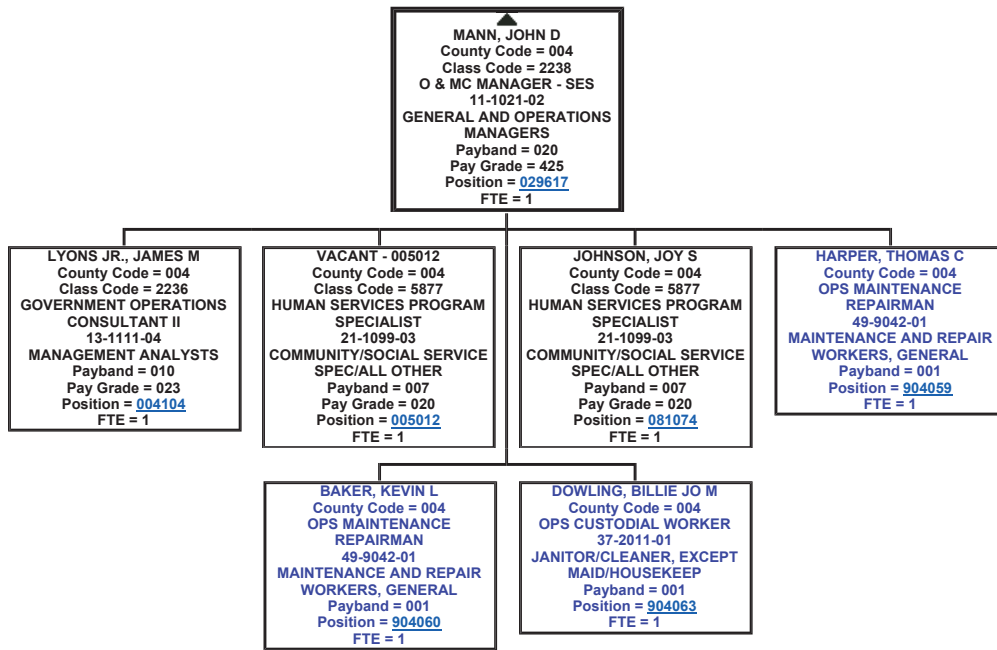 MANN, JOHN D
County Code = 004
Class Code = 2238
O & MC MANAGER - SES
11-1021-02
GENERAL AND OPERATIONS
MANAGERS
Payband = 020
Pay Grade = 425
Position = 029617
FTE = 1
LYONS JR., JAMES M
County Code = 004
Class Code = 2236
GOVERNMENT OPERATIONS
CONSULTANT II
13-1111-04
MANAGEMENT ANALYSTS
Payband = 010
Pay Grade = 023
Position = 004104
FTE = 1
VACANT - 005012
County Code = 004
Class Code = 5877
HUMAN SERVICES PROGRAM
SPECIALIST
21-1099-03
COMMUNITY/SOCIAL SERVICE
SPEC/ALL OTHER
Payband = 007
Pay Grade = 020
Position = 005012
FTE = 1
JOHNSON, JOY S
County Code = 004
Class Code = 5877
HUMAN SERVICES PROGRAM
SPECIALIST
21-1099-03
COMMUNITY/SOCIAL SERVICE
SPEC/ALL OTHER
Payband = 007
Pay Grade = 020
Position = 081074
FTE = 1
HARPER, THOMAS C
County Code = 004
OPS MAINTENANCE
REPAIRMAN
49-9042-01
MAINTENANCE AND REPAIR
WORKERS, GENERAL
Payband = 001
Position = 904059
FTE = 1
BAKER, KEVIN L
County Code = 004
OPS MAINTENANCE
REPAIRMAN
49-9042-01
MAINTENANCE AND REPAIR
WORKERS, GENERAL
Payband = 001
Position = 904060
FTE = 1
DOWLING, BILLIE JO M
County Code = 004
OPS CUSTODIAL WORKER
37-2011-01
JANITOR/CLEANER, EXCEPT
MAID/HOUSEKEEP
Payband = 001
Position = 904063
FTE = 1